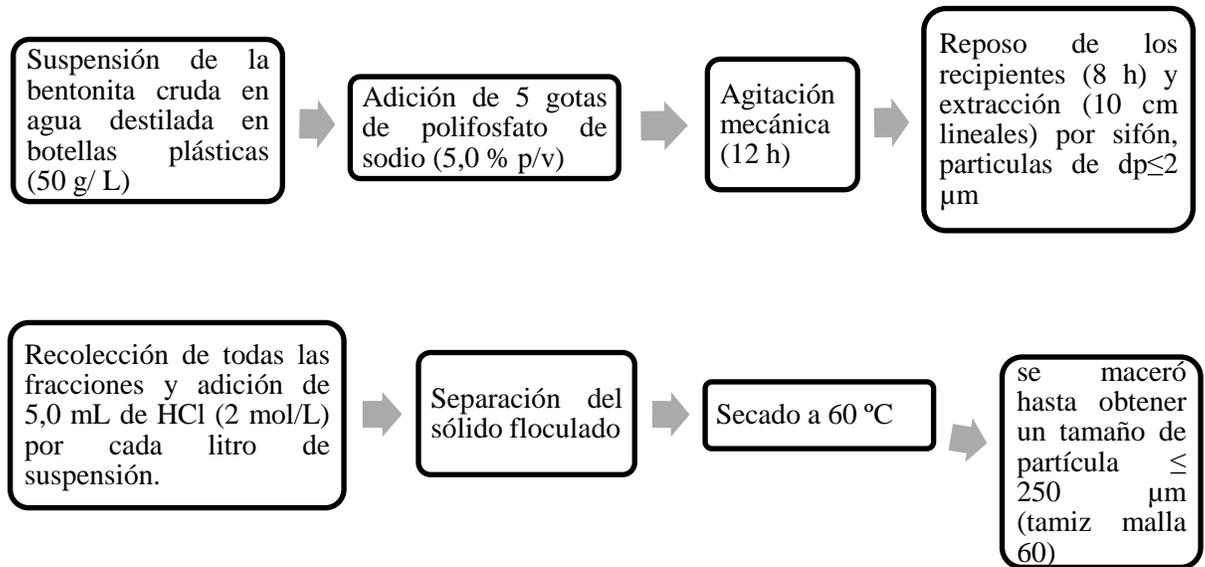 Suspensión de la
bentonita cruda en
agua destilada en
botellas plásticas
(50 g/ L)
Adición de 5 gotas
de polifosfato de
sodio (5,0 % p/v)
Agitación
mecánica
(12 h)
Reposo de los
recipientes (8 h) y
extracción (10 cm
lineales) por sifón,
particulas de dp≤2
µm
Recolección de todas las
fracciones y adición de
5,0 mL de HCl (2 mol/L)
por cada litro de
suspensión.
Separación del
sólido floculado
Secado a 60 ºC
se maceró
hasta obtener
un tamaño de
partícula ≤
250 µm
(tamiz malla
60)